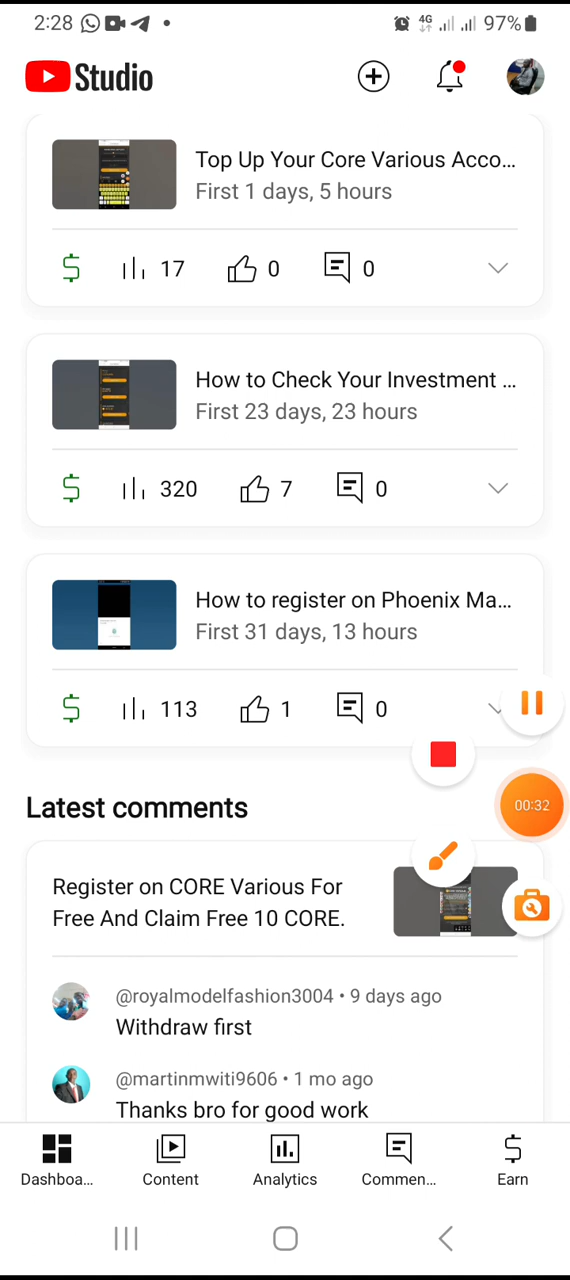 2:28
4G
97%
Studio
Top Up Your Core Various Acco...
First 1 days, 5 hours
17
0
0
How to Check Your Investment ...
First 23 days, 23 hours
320
7
0
How to register on Phoenix Ma...
First 31 days, 13 hours
113
1
0
Latest comments
00:32
Register on CORE Various For
Free And Claim Free 10 CORE.
@royalmodelfashion3004 • 9 days ago
Withdraw first
@martinmwiti9606 • 1 mo ago
Thanks bro for good work
Dashboa...
Content
Analytics
Commen...
Earn